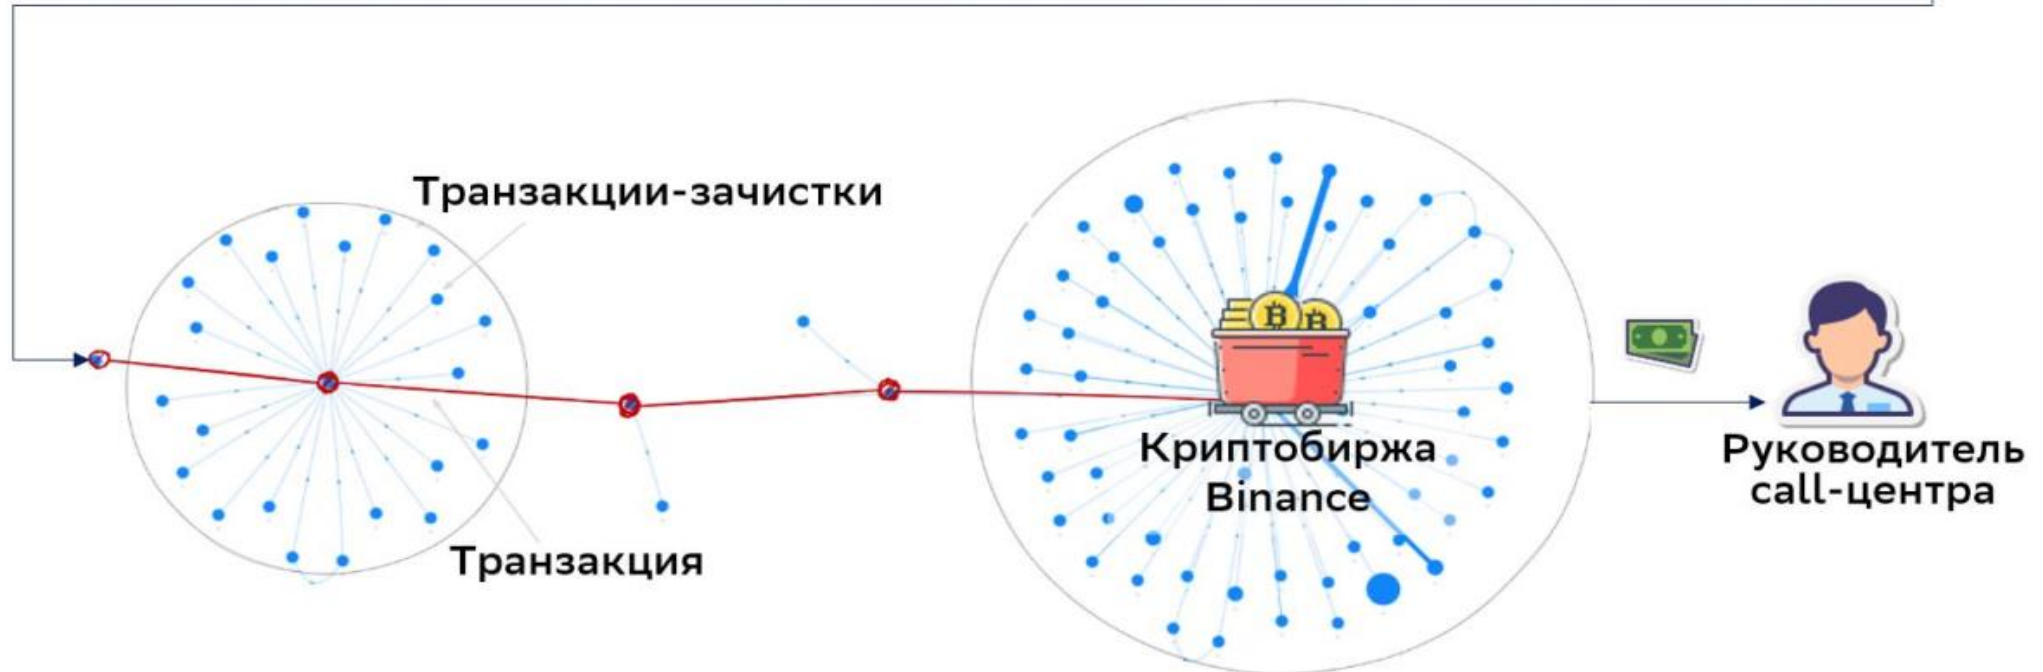 Транзакции-зачистки
Транзакция
Криптобиржа
Binance
Руководитель
call-центра